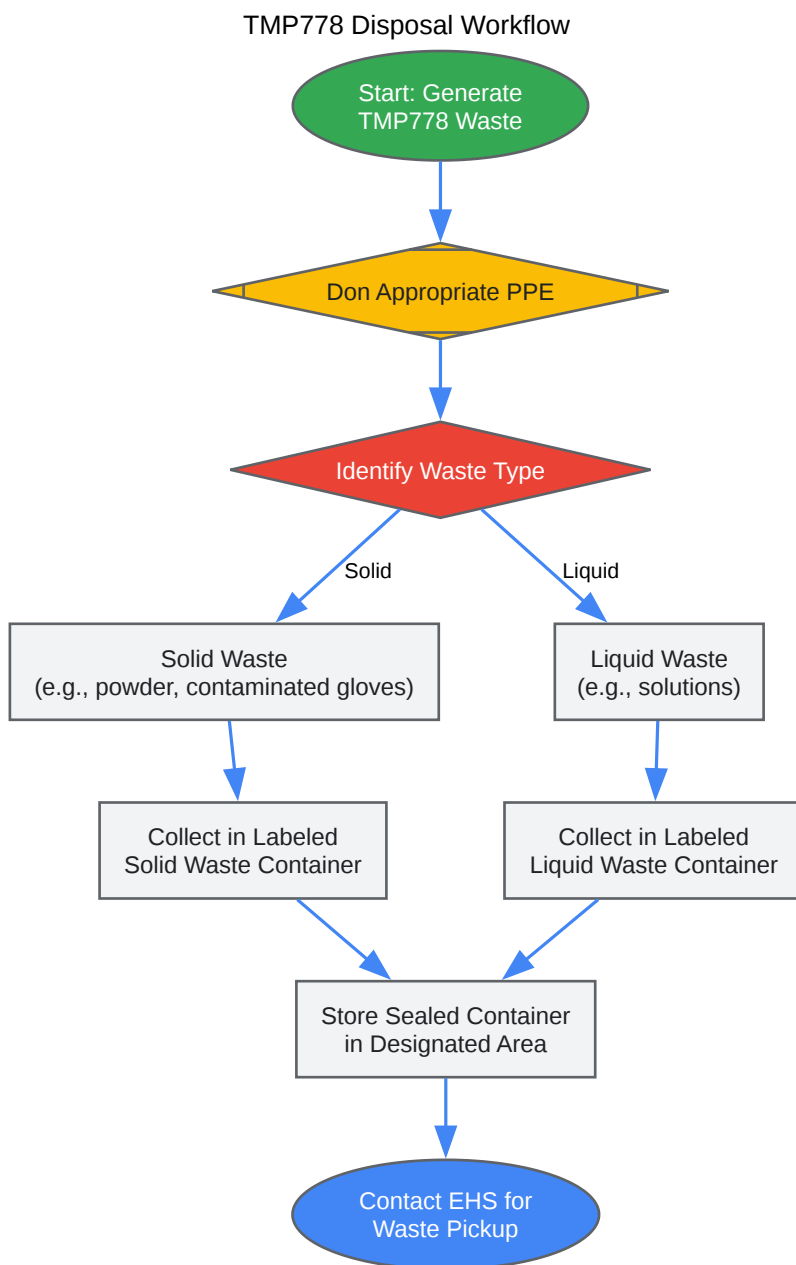 TMP778 Disposal Workflow
Start: Generate
TMP778 Waste
Don Appropriate PPE
Identify Waste Type
Solid
Liquid
Solid Waste
(e.g., powder, contaminated gloves)
Liquid Waste
(e.g., solutions)
Collect in Labeled
Solid Waste Container
Collect in Labeled
Liquid Waste Container
Store Sealed Container
in Designated Area
Contact EHS for
Waste Pickup